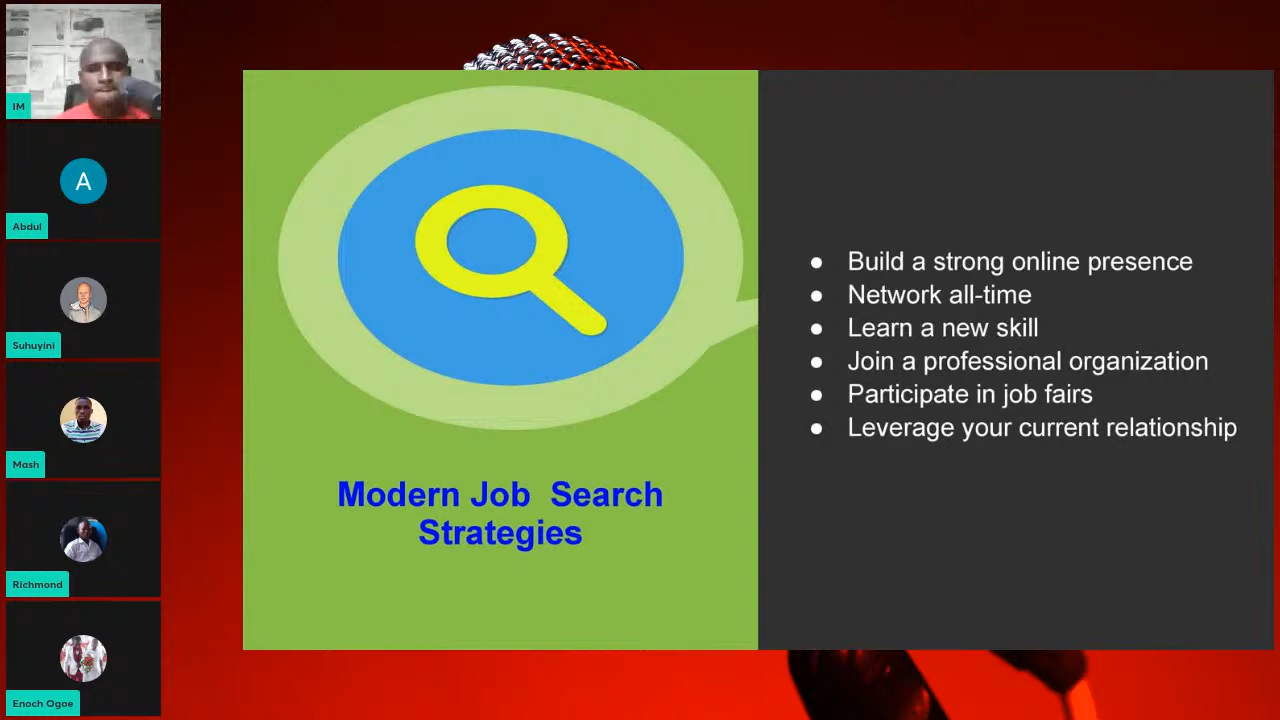 IM
A
Abdul
Suhuyini
Mash
Richmond
Enoch Ogoe
Modern Job  Search
Strategies
● Build a strong online presence
● Network all-time
● Learn a new skill
● Join a professional organization
● Participate in job fairs
● Leverage your current relationship